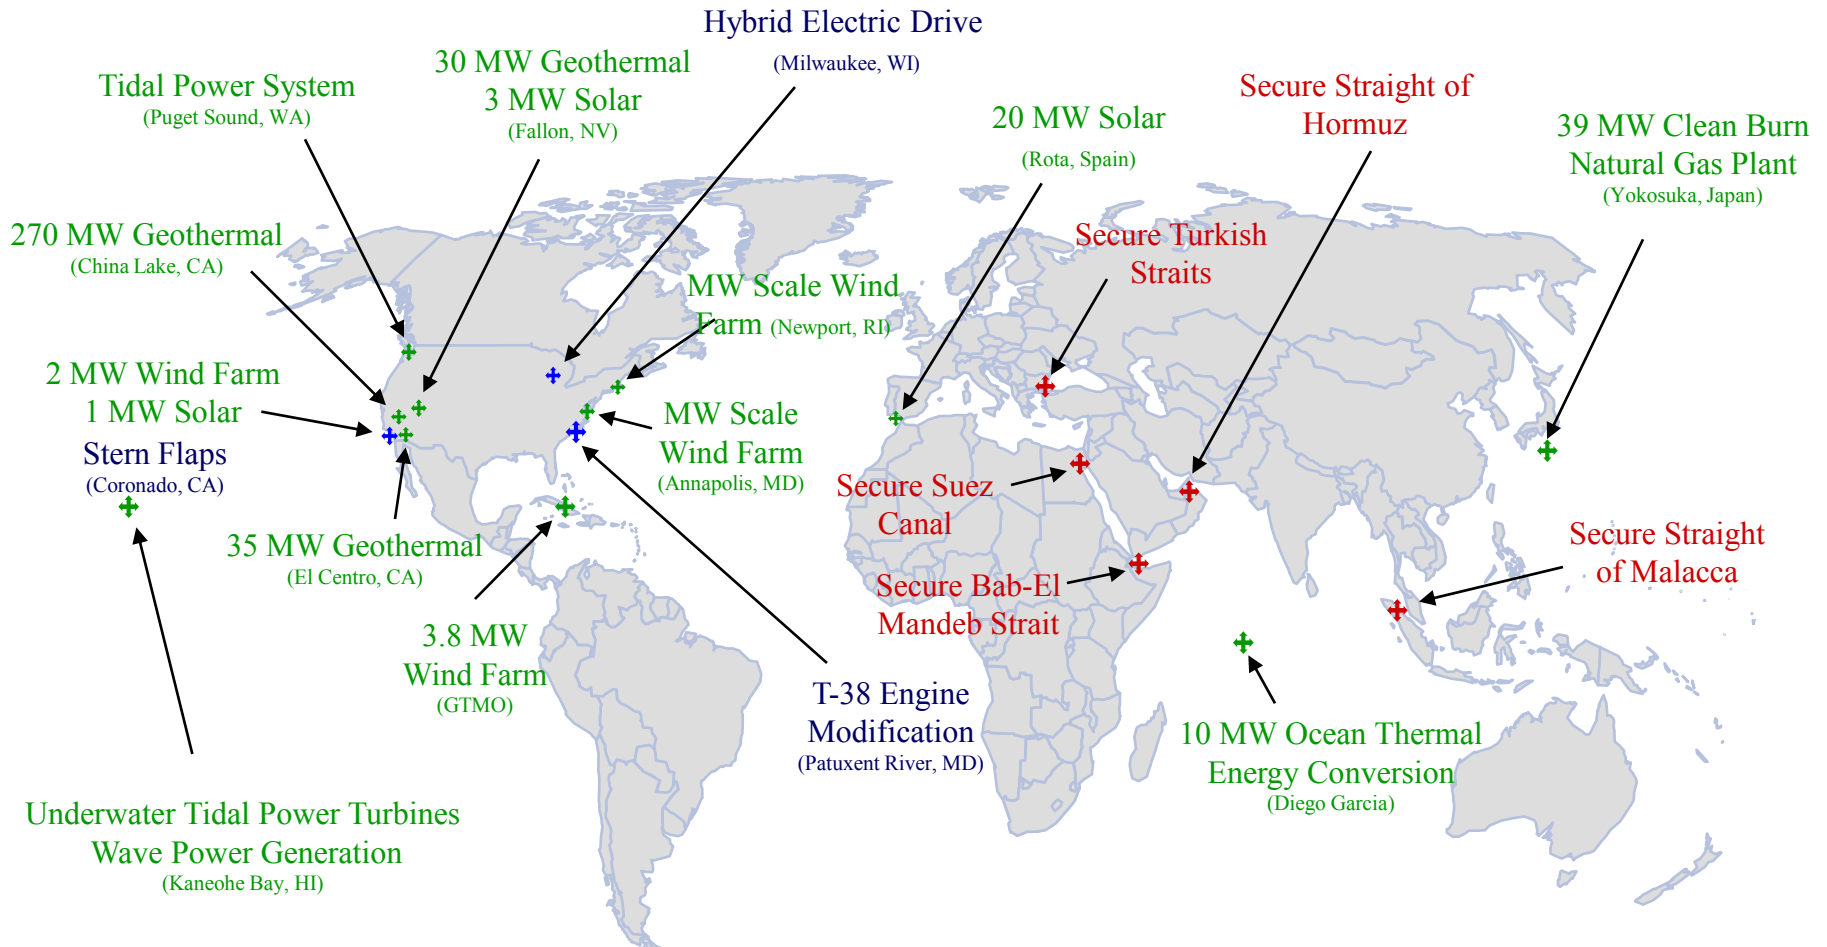 Hybrid Electric Drive
(Milwaukee, WI)
30 MW Geothermal
3 MW Solar
(Fallon, NV)
Tidal Power System
(Puget Sound, WA)
Secure Straight of
Hormuz
20 MW Solar
(Rota, Spain)
39 MW Clean Burn
Natural Gas Plant
(Yokosuka, Japan)
270 MW Geothermal
(China Lake, CA)
Secure Turkish
Straits
MW Scale Wind
Farm (Newport, RI)
2 MW Wind Farm
1 MW Solar
Stern Flaps
(Coronado, CA)
MW Scale
Wind Farm
(Annapolis, MD)
Secure Suez
Canal
35 MW Geothermal
(El Centro, CA)
Secure Straight
of Malacca
Secure Bab-El
Mandeb Strait
3.8 MW
Wind Farm
(GTMO)
T-38 Engine
Modification
(Patuxent River, MD)
10 MW Ocean Thermal
Energy Conversion
(Diego Garcia)
Underwater Tidal Power Turbines
Wave Power Generation
(Kaneohe Bay, HI)